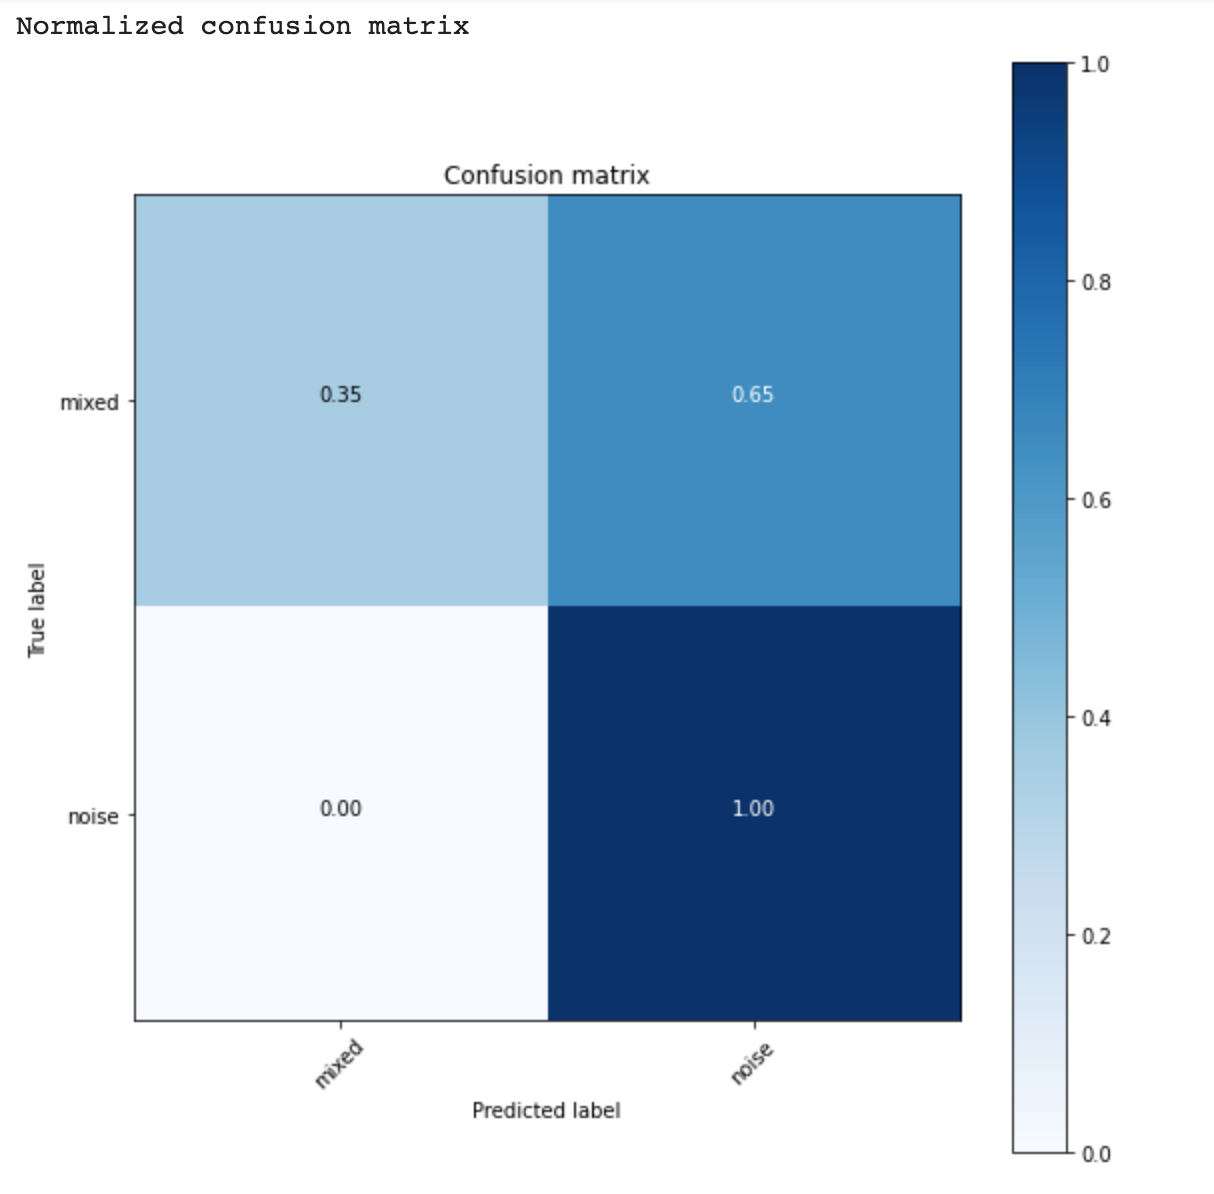 Normalized confusion matrix
Confusion matrix
1.0
0.8
0.6
0.4
0.2
0.0
True label
mixed
0.35
0.65
noise
0.00
1.00
mixed
noise
Predicted label